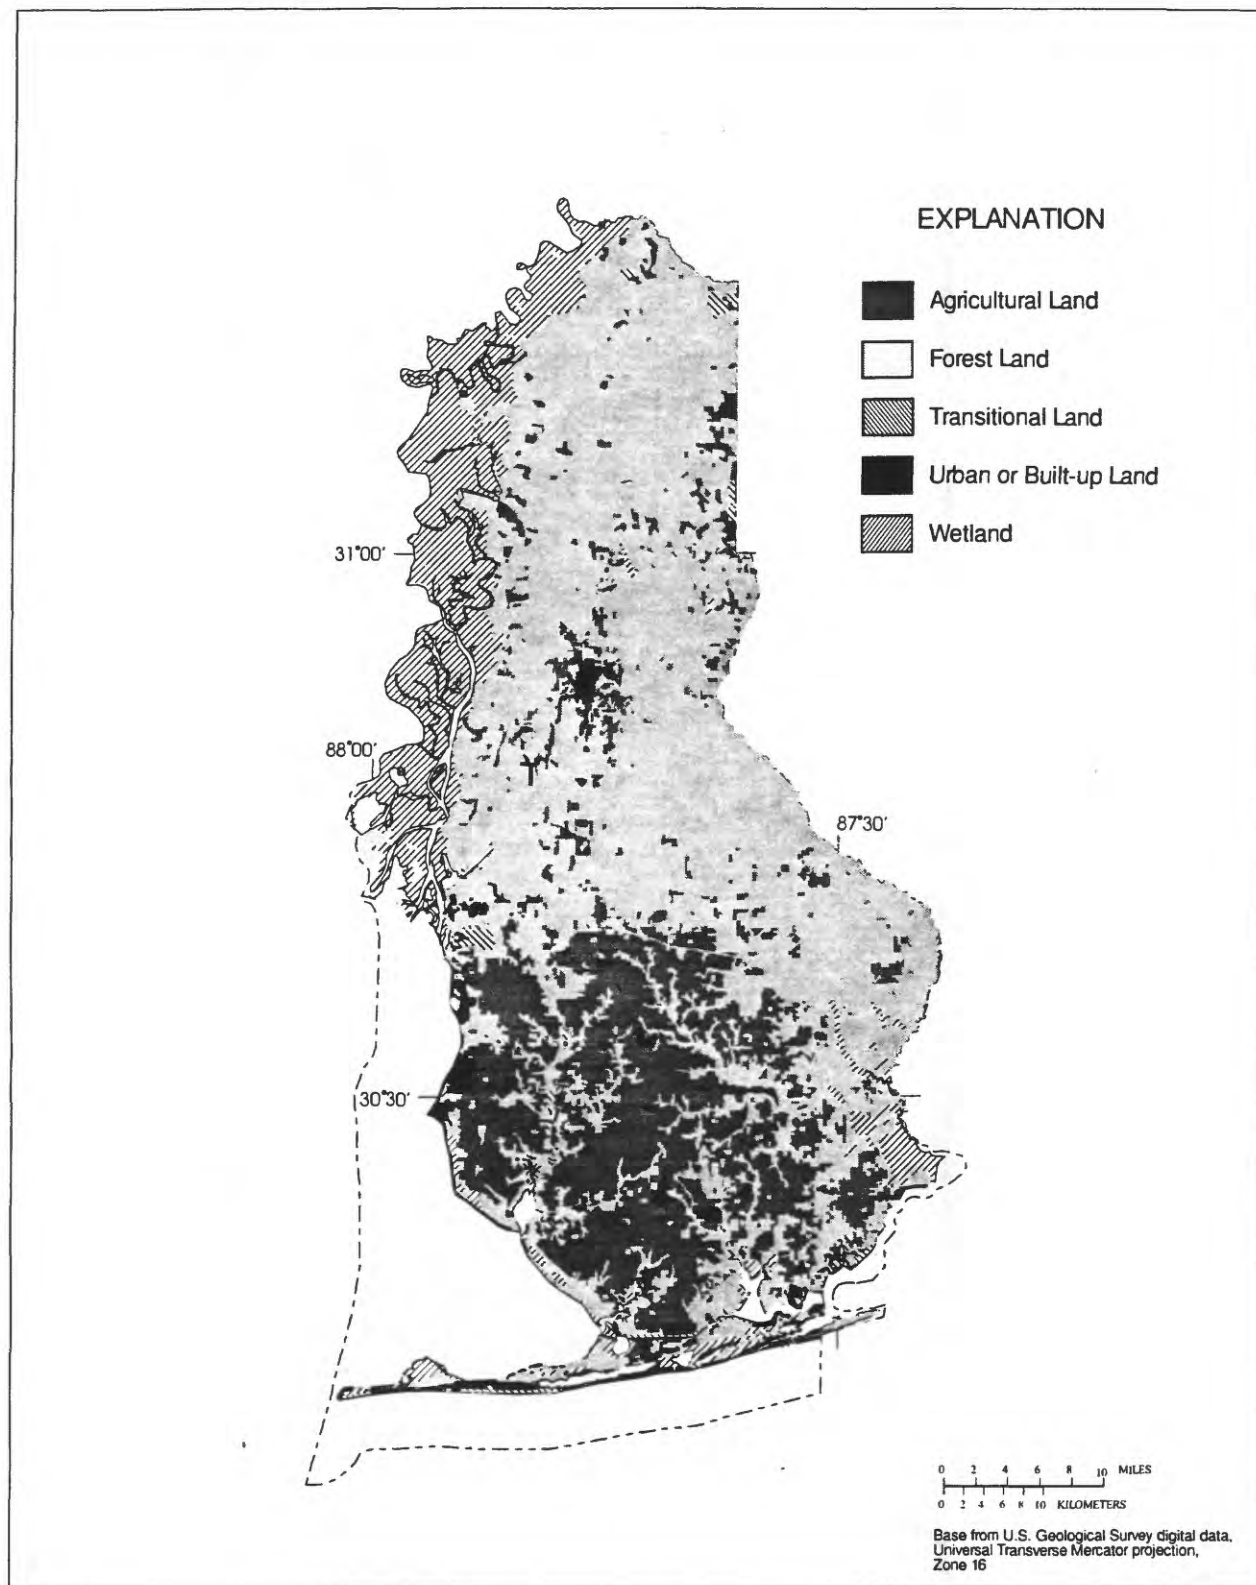 EXPLANATION
Agricultural Land
Forest Land
Transitional Land
Urban or Built-up Land
Wetland
31°00'
88°00'
87°30'
30°30'
0 2 4 6 8 10 MILES
0 2 4 6 8 10 KILOMETERS
Base from U.S. Geological Survey digital data,
Universal Transverse Mercator projection,
Zone 16